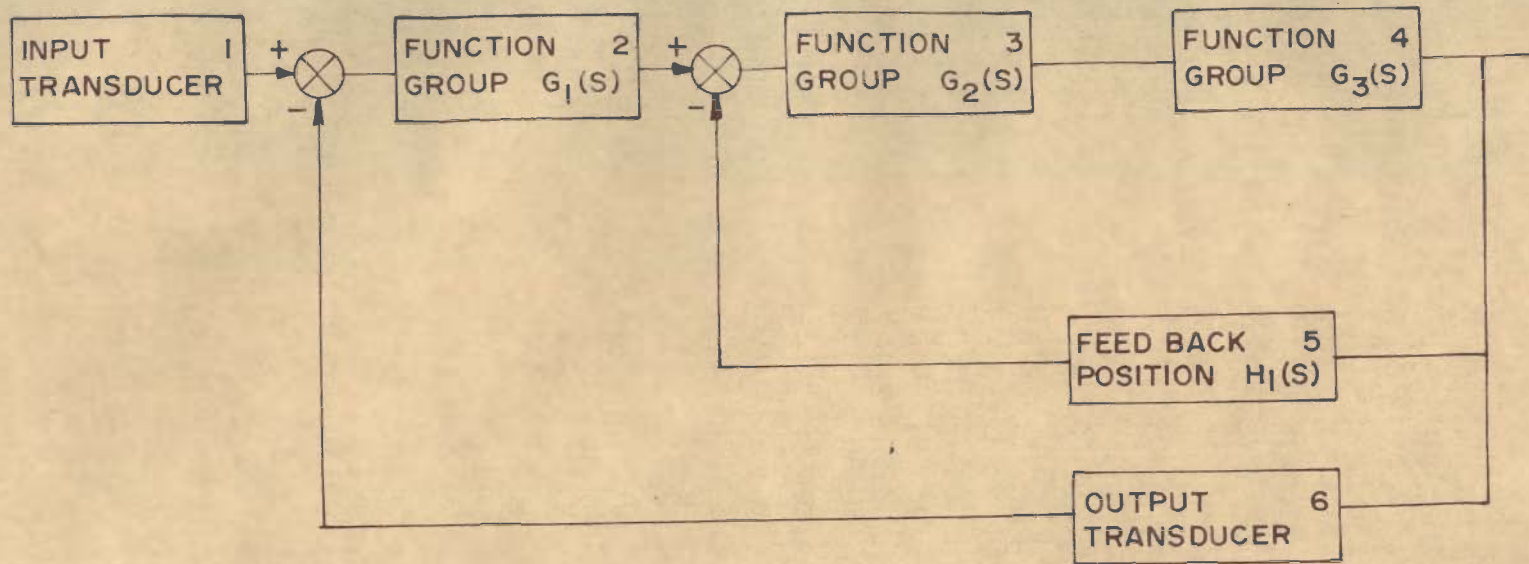 INPUT 1
TRANSDUCER
+
-
FUNCTION 2
GROUP G₁(S)
+
-
FUNCTION 3
GROUP G₂(S)
FUNCTION 4
GROUP G₃(S)
FEED BACK 5
POSITION H₁(S)
OUTPUT 6
TRANSDUCER